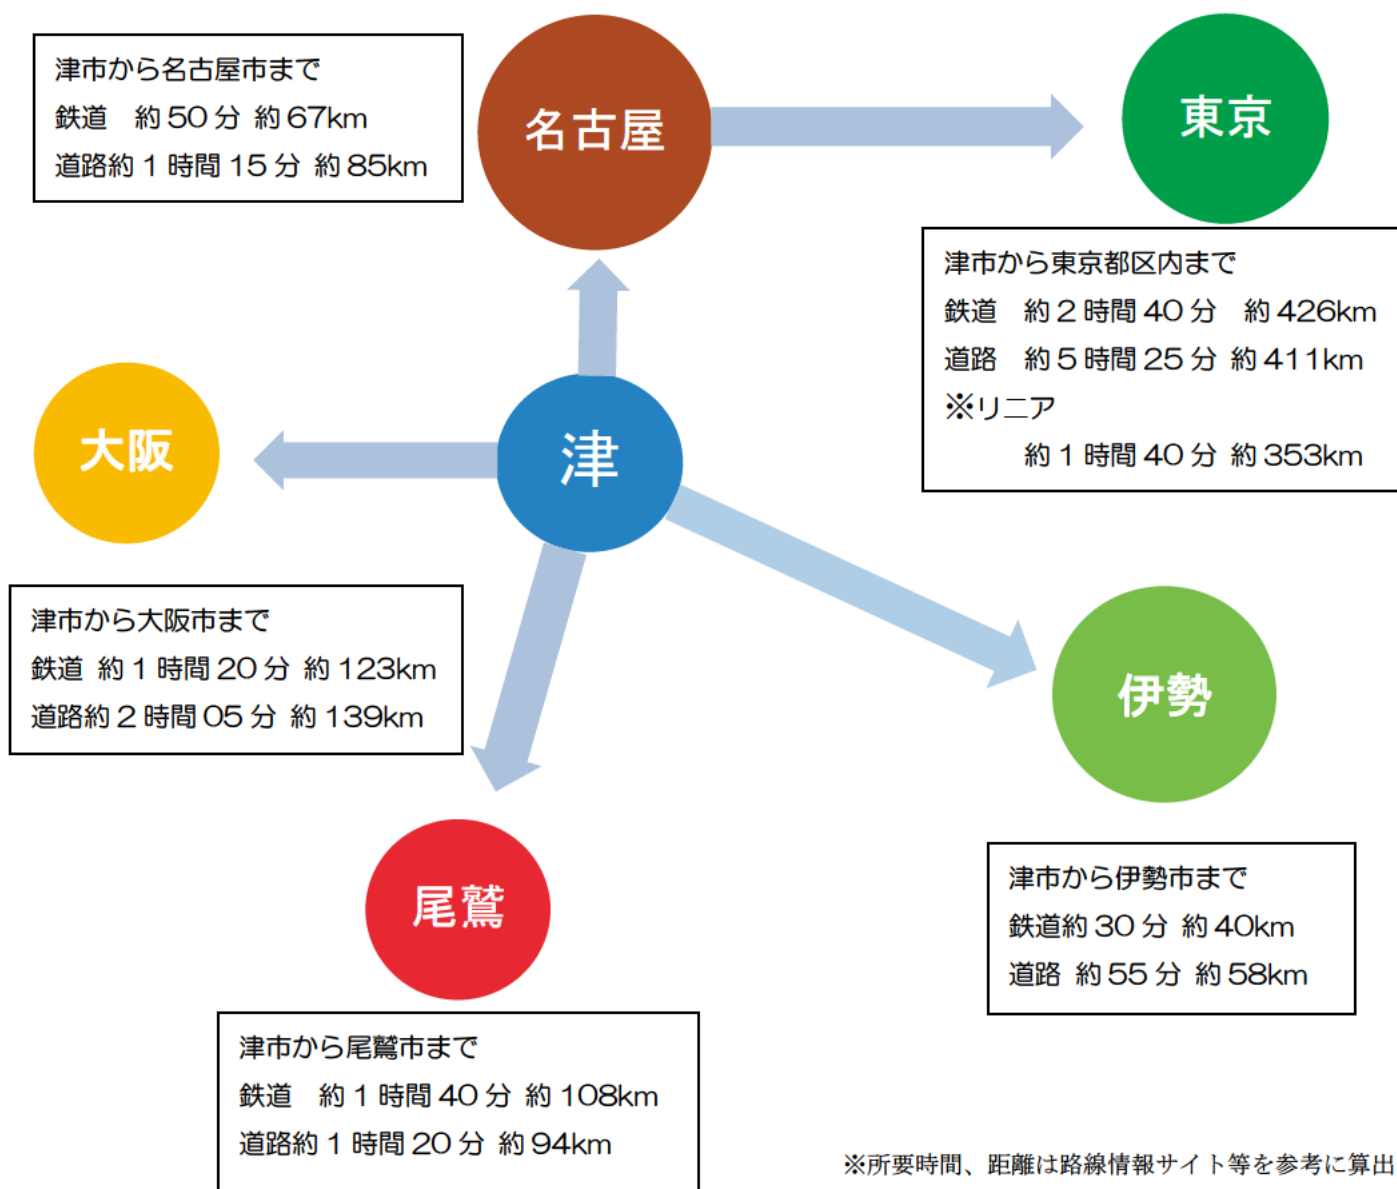 津市から名古屋市まで
鉄道　約50分 約67km
道路約1時間15分 約85km
名古屋
東京
津市から東京都区内まで
鉄道　約2時間40分　約426km
道路　約5時間25分 約411km
※リニア
約1時間40分 約353km
大阪
津
津市から大阪市まで
鉄道 約1時間20分 約123km
道路約2時間05分 約139km
伊勢
尾鷲
津市から伊勢市まで
鉄道約30分 約40km
道路 約55分 約58km
津市から尾鷲市まで
鉄道　約1時間40分 約108km
道路約1時間20分 約94km
※所要時間、距離は路線情報サイト等を参考に算出